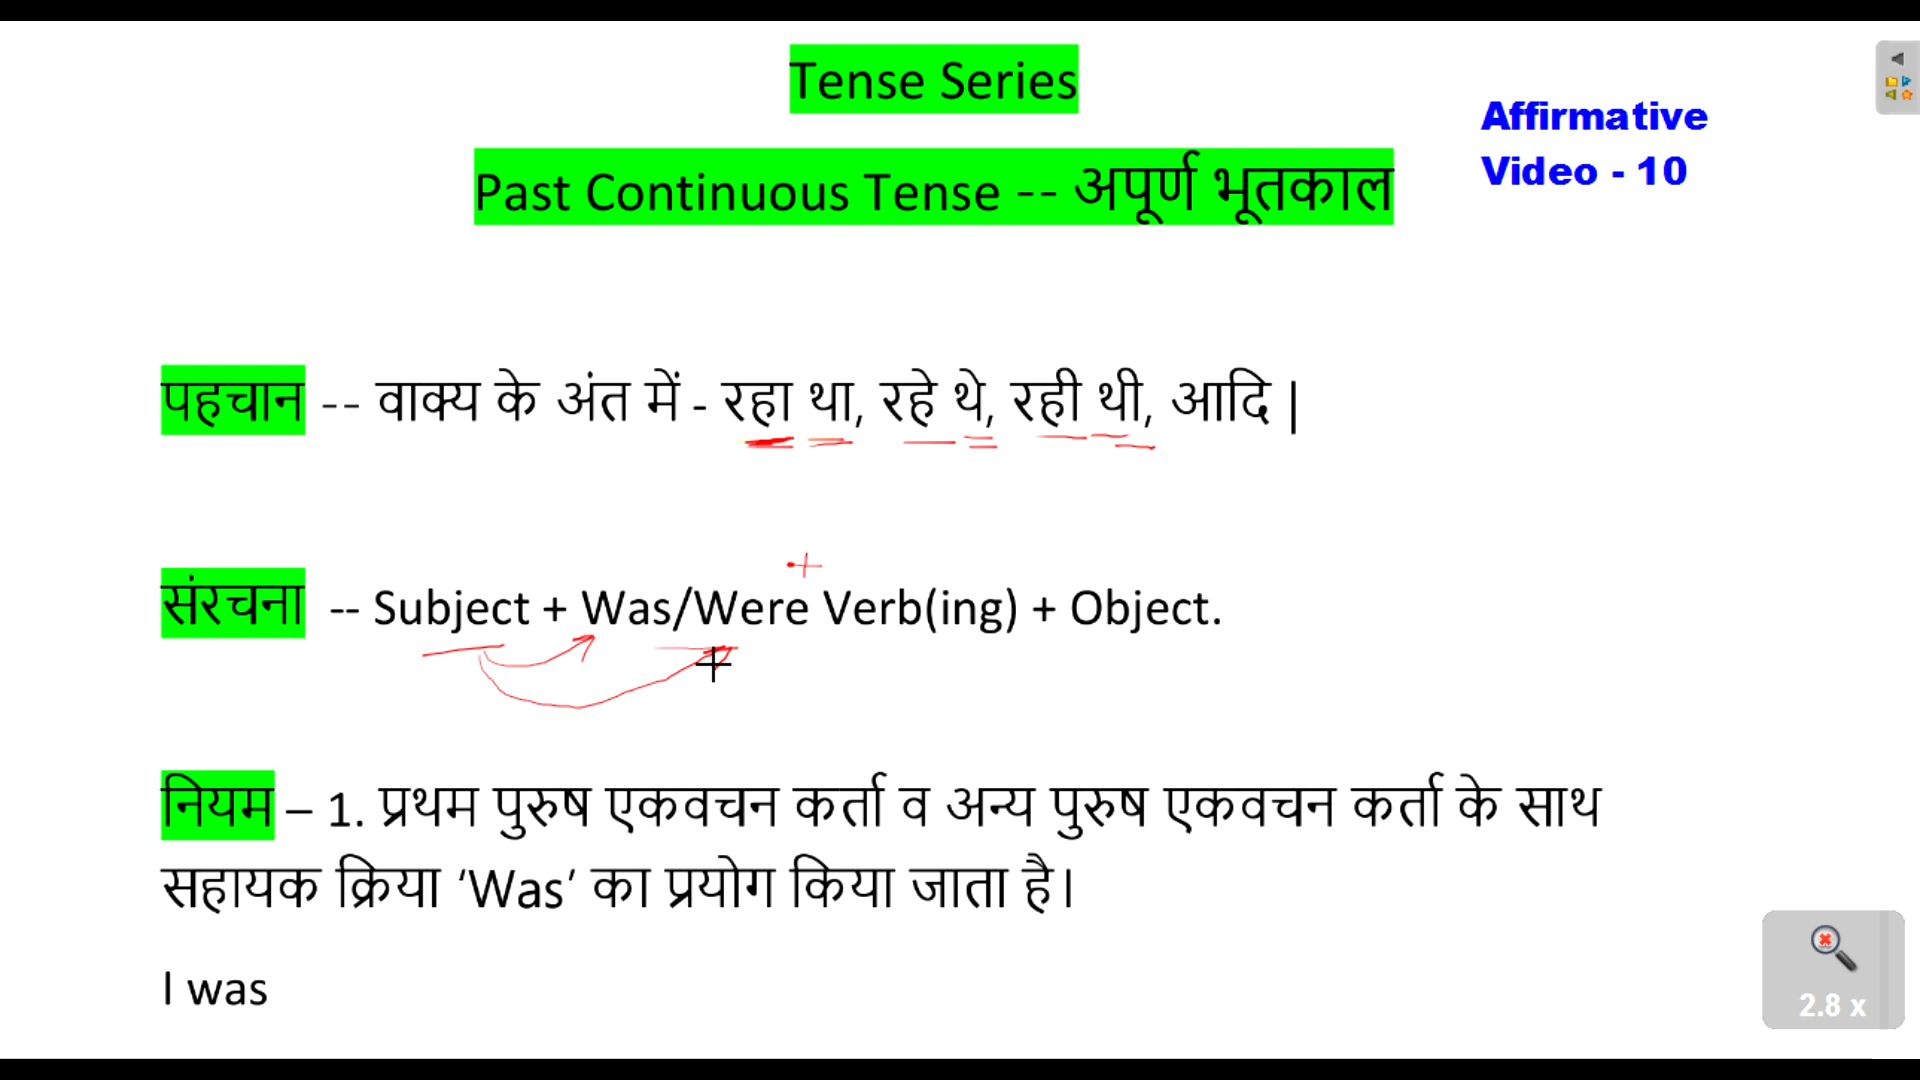 Tense Series
Affirmative
Video - 10
Past Continuous Tense -- अपूर्ण भूतकाल
पहचान -- वाक्य के अंत में - रहा था, रहे थे, रही थी, आदि |
+
संरचना -- Subject + Was/Were Verb(ing) + Object.
नियम – 1. प्रथम पुरुष एकवचन कर्ता व अन्य पुरुष एकवचन कर्ता के साथ
सहायक क्रिया ‘Was’ का प्रयोग किया जाता है।
I was
2.8 x